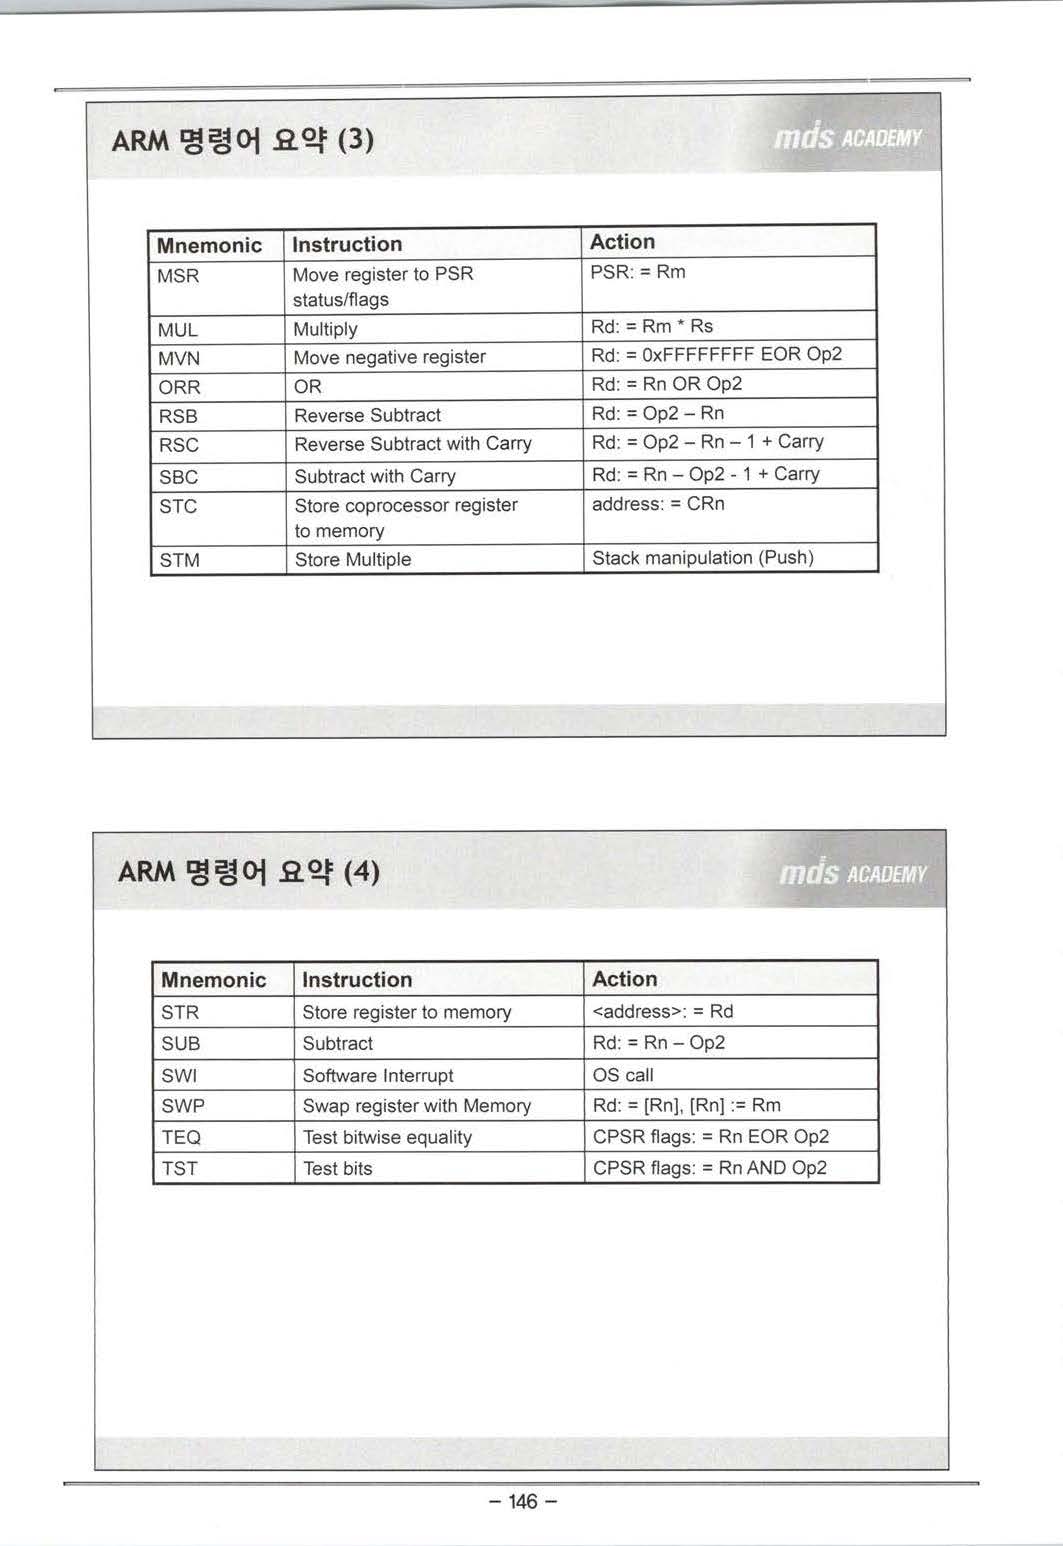 ARM 명령어 요약 (3)
mds ACADEMY
Mnemonic Instruction Action
MSR Move register to PSR PSR: = Rm
status/flags
MUL Multiply Rd: = Rm * Rs
MVN Move negative register Rd: = 0xFFFFFFFF EOR Op2
ORR OR Rd: = Rn OR Op2
RSB Reverse Subtract Rd: = Op2 – Rn
RSC Reverse Subtract with Carry Rd: = Op2 – Rn – 1 + Carry
SBC Subtract with Carry Rd: = Rn – Op2 - 1 + Carry
STC Store coprocessor register address: = CRn
to memory
STM Store Multiple Stack manipulation (Push)
ARM 명령어 요약 (4)
mds ACADEMY
Mnemonic Instruction Action
STR Store register to memory <address>: = Rd
SUB Subtract Rd: = Rn – Op2
SWI Software Interrupt OS call
SWP Swap register with Memory Rd: = [Rn], [Rn] := Rm
TEQ Test bitwise equality CPSR flags: = Rn EOR Op2
TST Test bits CPSR flags: = Rn AND Op2
– 146 –